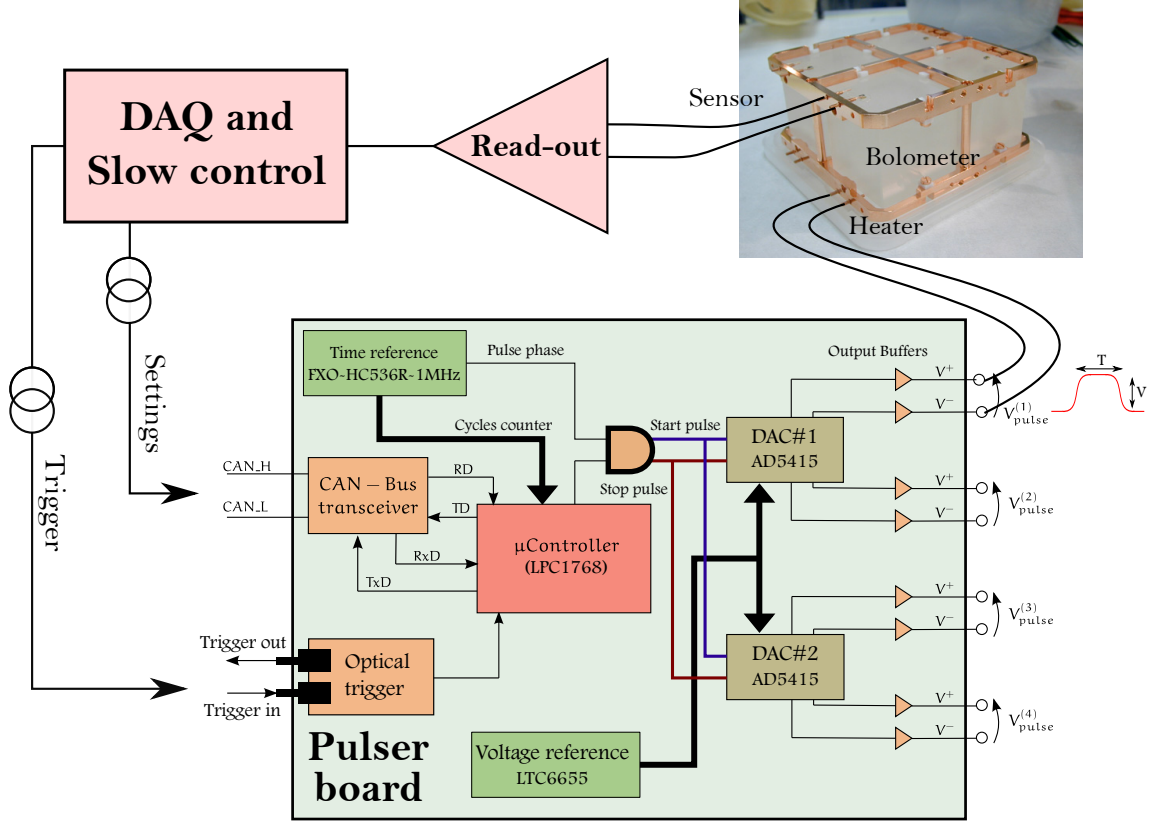 DAQ and
Slow control
Read-out
Sensor
Bolometer
Heater
Settings
Trigger
Time reference
FXO-HC536R-1MHz
Pulse phase
Cycles counter
Start pulse
Stop pulse
Output Buffers
CAN_H
CAN_L
CAN – Bus
transceiver
RD
TD
RxD
TxD
µController
(LPC1768)
DAC#1
AD5415
DAC#2
AD5415
V+
V−
V(1)pulse
T
V
V+
V−
V(2)pulse
V+
V−
V(3)pulse
V+
V−
V(4)pulse
Trigger out
Trigger in
Optical
trigger
Voltage reference
LTC6655
Pulser
board